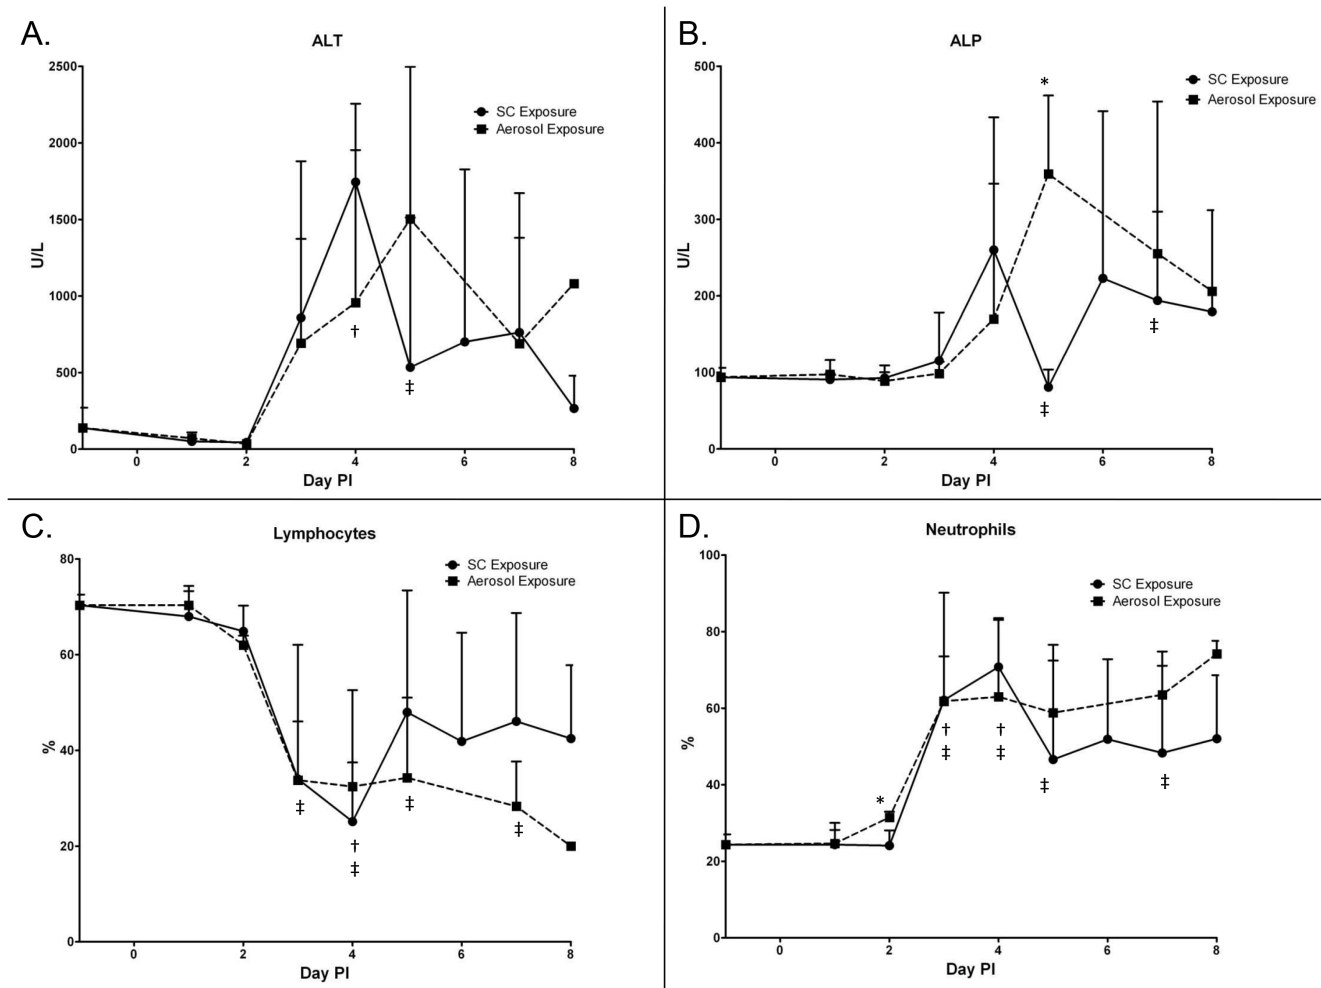 A.
ALT
2500
2000
1500
1000
500
0
U/L
SC Exposure
Aerosol Exposure
†
‡
0 2 4 6 8
Day PI
B.
ALP
500
400
300
200
100
0
U/L
SC Exposure
Aerosol Exposure
*
‡
‡
0 2 4 6 8
Day PI
C.
Lymphocytes
80
60
40
20
0
%
SC Exposure
Aerosol Exposure
‡ ‡
†
‡
‡
0 2 4 6 8
Day PI
D.
Neutrophils
100
80
60
40
20
0
%
SC Exposure
Aerosol Exposure
*
† †
‡ ‡
‡ ‡
0 2 4 6 8
Day PI